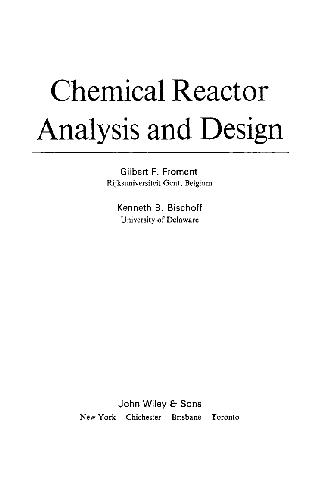 Chemical Reactor
Analysis and Design
Gilbert F. Froment
Rijksuniversiteit Gent, Belgium
Kenneth B. Bischoff
University of Delaware
John Wiley & Sons
New York Chichester Brisbane Toronto